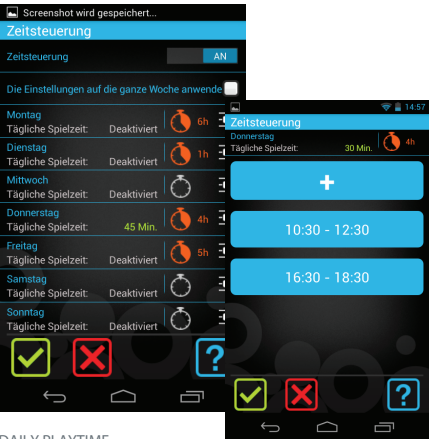 Screenshot wird gespeichert...
Zeitsteuerung
Zeitsteuerung AN
Die Einstellungen auf die ganze Woche anwende
Montag
Tägliche Spielzeit: Deaktiviert 6h
Dienstag
Tägliche Spielzeit: Deaktiviert 1h
Mittwoch
Tägliche Spielzeit: Deaktiviert
Donnerstag
Tägliche Spielzeit: 45 Min. 4h
Freitag
Tägliche Spielzeit: Deaktiviert 5h
Samstag
Tägliche Spielzeit: Deaktiviert
Sonntag
Tägliche Spielzeit: Deaktiviert
?
14:57
Zeitsteuerung
Donnerstag
Tägliche Spielzeit: 30 Min. 4h
+
10:30 - 12:30
16:30 - 18:30
?
DAILY PLAYTIME